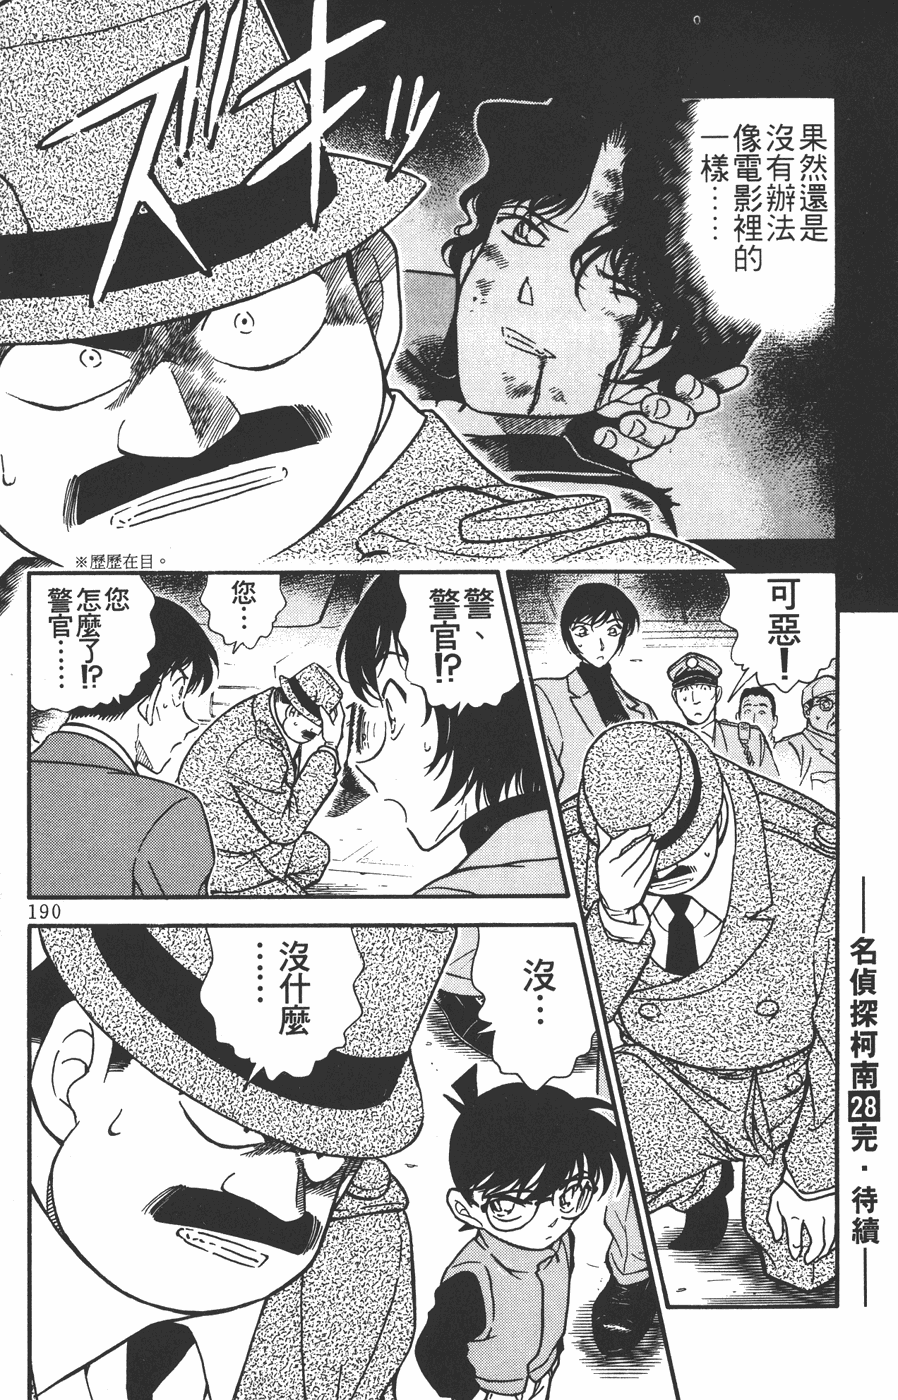 果然還是
沒有辦法
像電影裡的
一樣……
ズキ
※歷歷在目。
可惡！
警、
警官!?
您…
您
怎麼了!?
警官……
沒…
沒什麼
……
190
——名偵探柯南28完・待續——